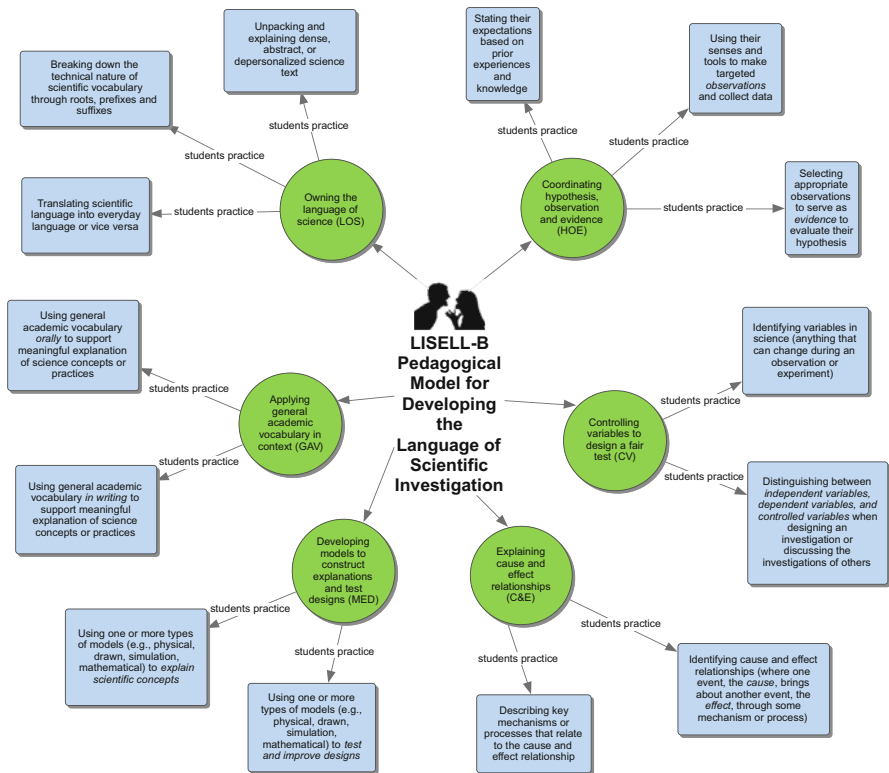 Unpacking and
explaining dense,
abstract, or
depersonalized science
text
Breaking down the
technical nature of
scientific vocabulary
through roots, prefixes and
suffixes
Translating scientific
language into everyday
language or vice versa
students practice
students practice
students practice
Owning the
language of
science (LOS)
Stating their
expectations
based on
prior
experiences
and
knowledge
Using their
senses and
tools to make
targeted
observations
and collect
data
Selecting
appropriate
observations
to serve as
evidence to
evaluate their
hypothesis
students practice
students practice
students practice
Coordinating
hypothesis,
observation
and evidence
(HOE)
LISELL-B
Pedagogical
Model for
Developing
the
Language of
Scientific
Investigation
Using general
academic vocabulary
orally to support
meaningful explanation
of science concepts or
practices
students practice
Applying
general
academic
vocabulary in
context (GAV)
students practice
Using general academic
vocabulary in writing to
support meaningful
explanation of science
concepts or practices
Identifying variables in
science (anything that
can change during an
observation or
experiment)
students practice
Controlling
variables to
design a fair
test (CV)
students practice
Distinguishing between
independent variables,
dependent variables, and
controlled variables when
designing an
investigation or
discussing the
investigations of others
Developing
models to
construct
explanations
and test
designs (MED)
students practice
Using one or more types
of models (e.g., physical,
drawn, simulation,
mathematical) to explain
scientific concepts
students practice
Using one or more
types of models (e.g.,
physical, drawn,
simulation,
mathematical) to test
and improve designs
Explaining
cause and
effect
relationships
(C&E)
students practice
Describing key
mechanisms or
processes that relate
to the cause and
effect relationship
students practice
Identifying cause and effect
relationships (where one
event, the cause, brings
about another event, the
effect, through some
mechanism or process)